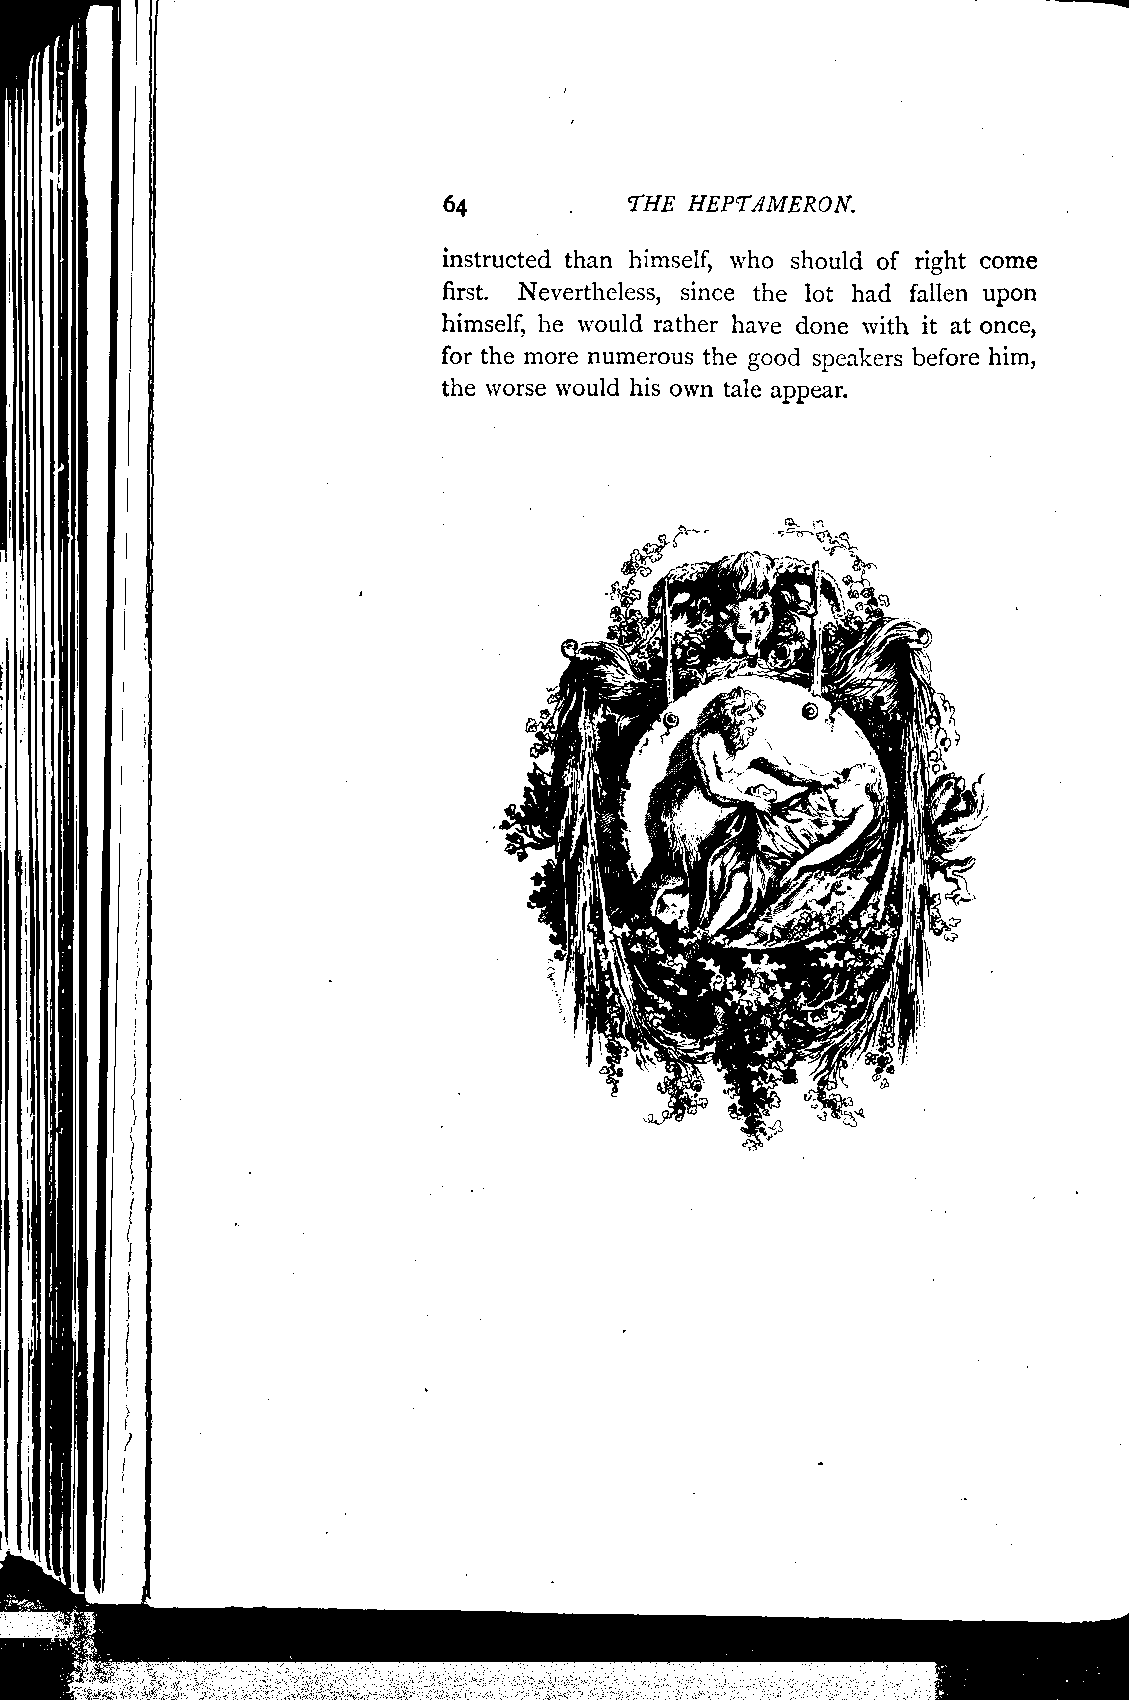 64 THE HEPTAMERON.
instructed than himself, who should of right come
first. Nevertheless, since the lot had fallen upon
himself, he would rather have done with it at once,
for the more numerous the good speakers before him,
the worse would his own tale appear.